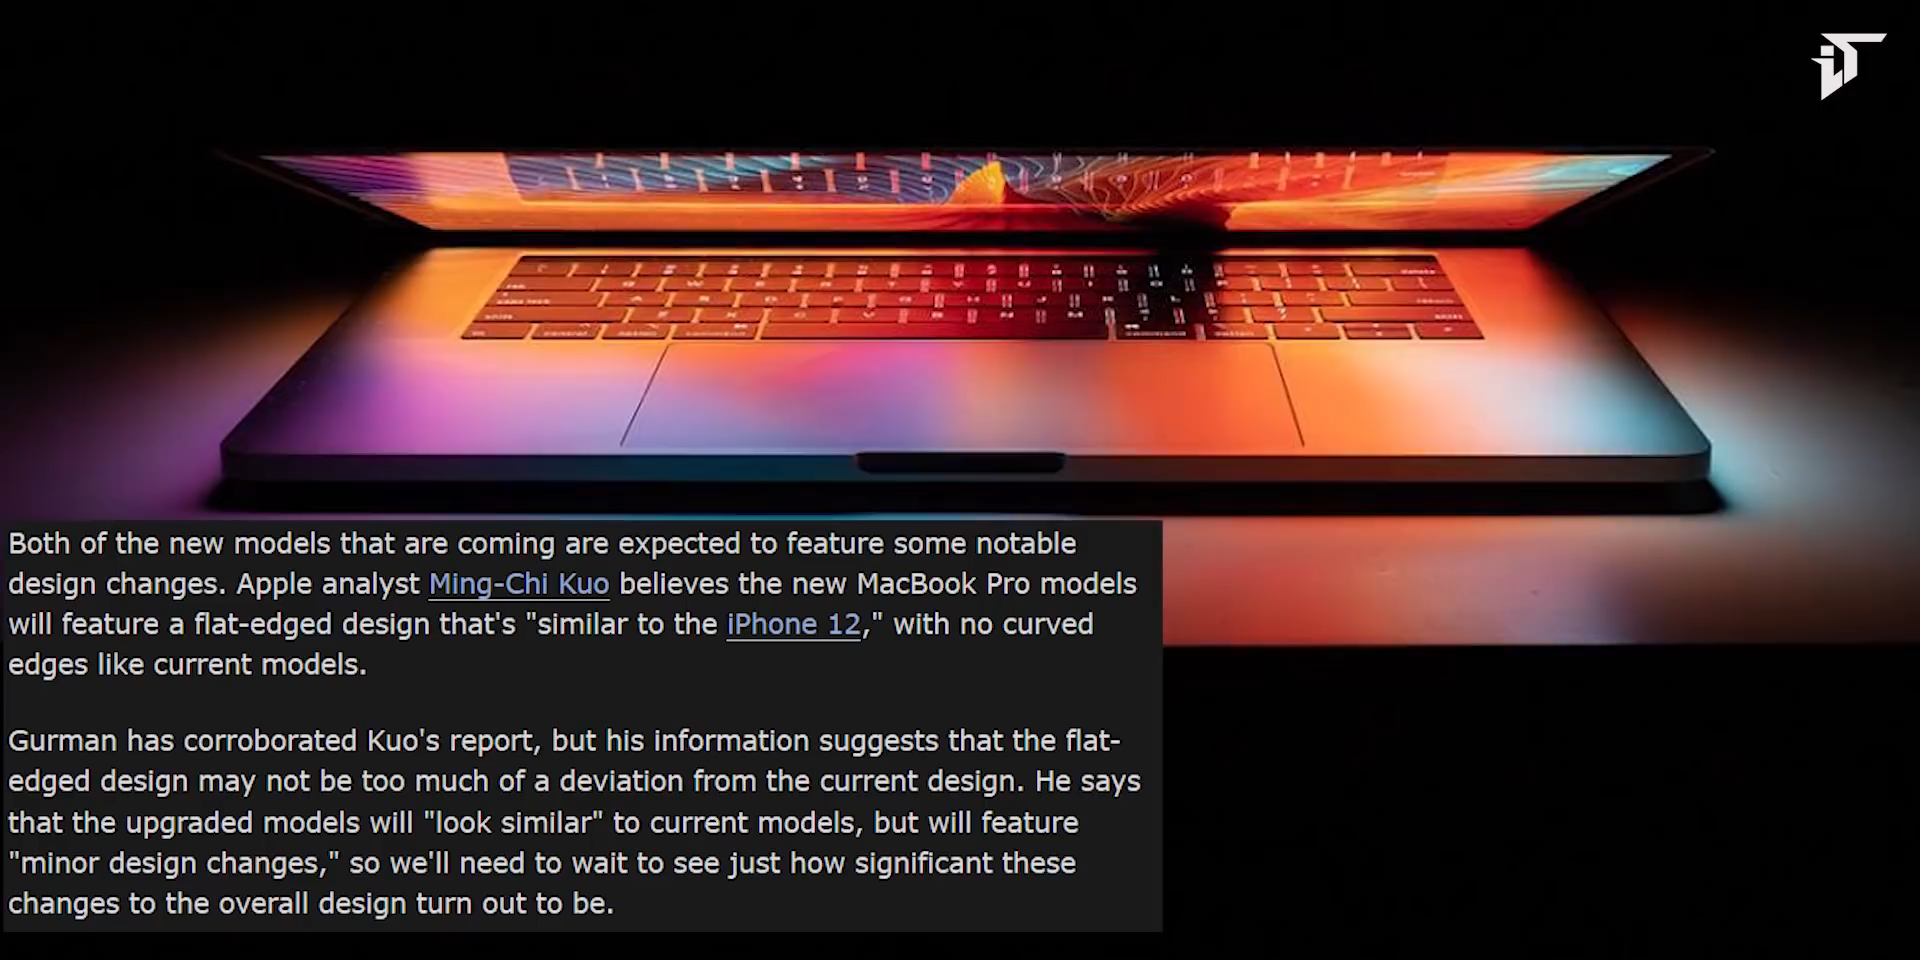 Both of the new models that are coming are expected to feature some notable
design changes. Apple analyst Ming-Chi Kuo believes the new MacBook Pro models
will feature a flat-edged design that's "similar to the iPhone 12," with no curved
edges like current models.
Gurman has corroborated Kuo's report, but his information suggests that the flat-
edged design may not be too much of a deviation from the current design. He says
that the upgraded models will "look similar" to current models, but will feature
"minor design changes," so we'll need to wait to see just how significant these
changes to the overall design turn out to be.